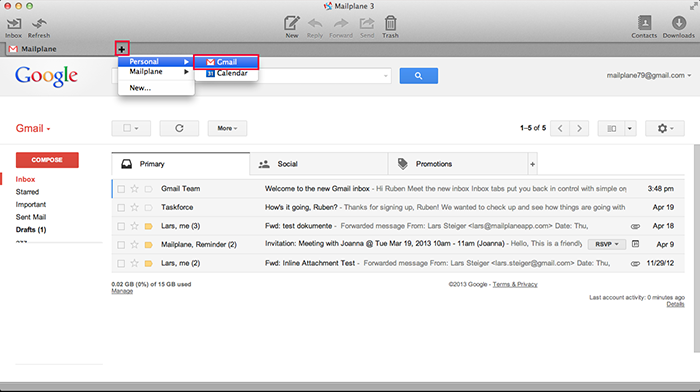 Mailplane 3
Inbox Refresh New Reply Forward Send Trash Contacts Downloads
Mailplane +
Personal Gmail
Mailplane 31 Calendar
New...
Google mailplane79@gmail.com
Gmail More 1–5 of 5
COMPOSE Primary Social Promotions +
Inbox Gmail Team Welcome to the new Gmail inbox - Hi Ruben Meet the new inbox Inbox tabs put you back in control with simple or 3:48 pm
Starred
Important Taskforce How's it going, Ruben! - Thanks for signing up, Ruben! We wanted to check up and see how things are going with Apr 19
Sent Mail Lars, me (3) Fwd: test dokumente - Forwarded message From: Lars Steiger <lars@mailplaneapp.com> Date: Thu, Apr 18
Drafts (1) Mailplane, Reminder (2) Invitation: Meeting with Joanna @ Tue Mar 19, 2013 10am - 11am (Joanna) - Hello, This is a friendly RSVP Apr 9
Lars, me (2) Fwd: Inline Attachment Test - Forwarded message From: Lars Steiger <lars.steiger@gmail.com> Date: Thu, 11/29/12
0.02 GB (0%) of 15 GB used ©2013 Google - Terms & Privacy
Manage
Last account activity: 0 minutes ago
Details